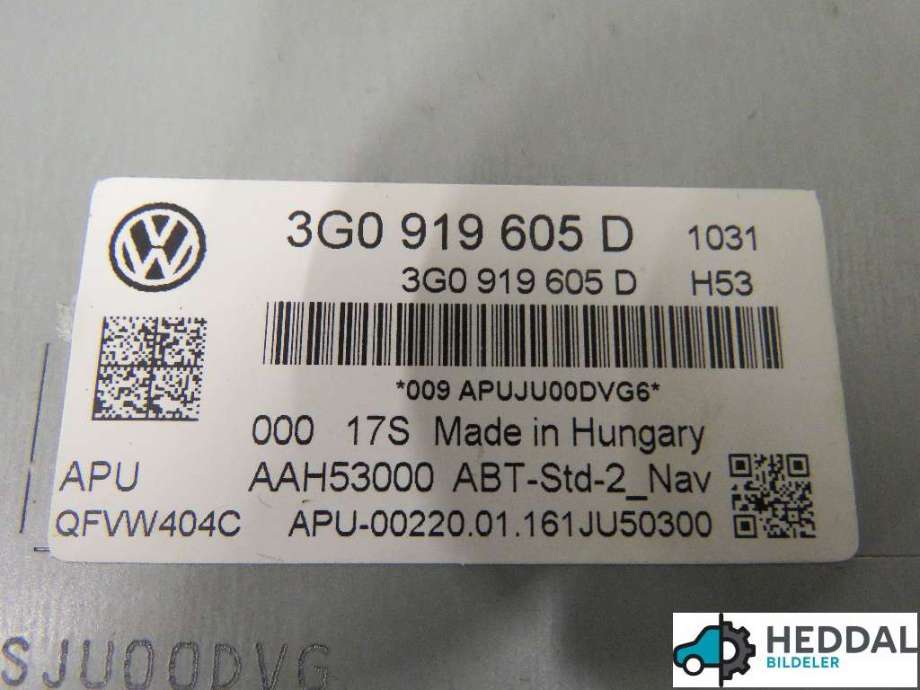 3G0 919 605 D 1031
3G0 919 605 D H53
*009 APUJU00DVG6*
000 17S Made in Hungary
APU AAH53000 ABT-Std-2_Nav
QFVW404C APU-00220.01.161JU50300
SJU00DVG
HEDDAL
BILDELER